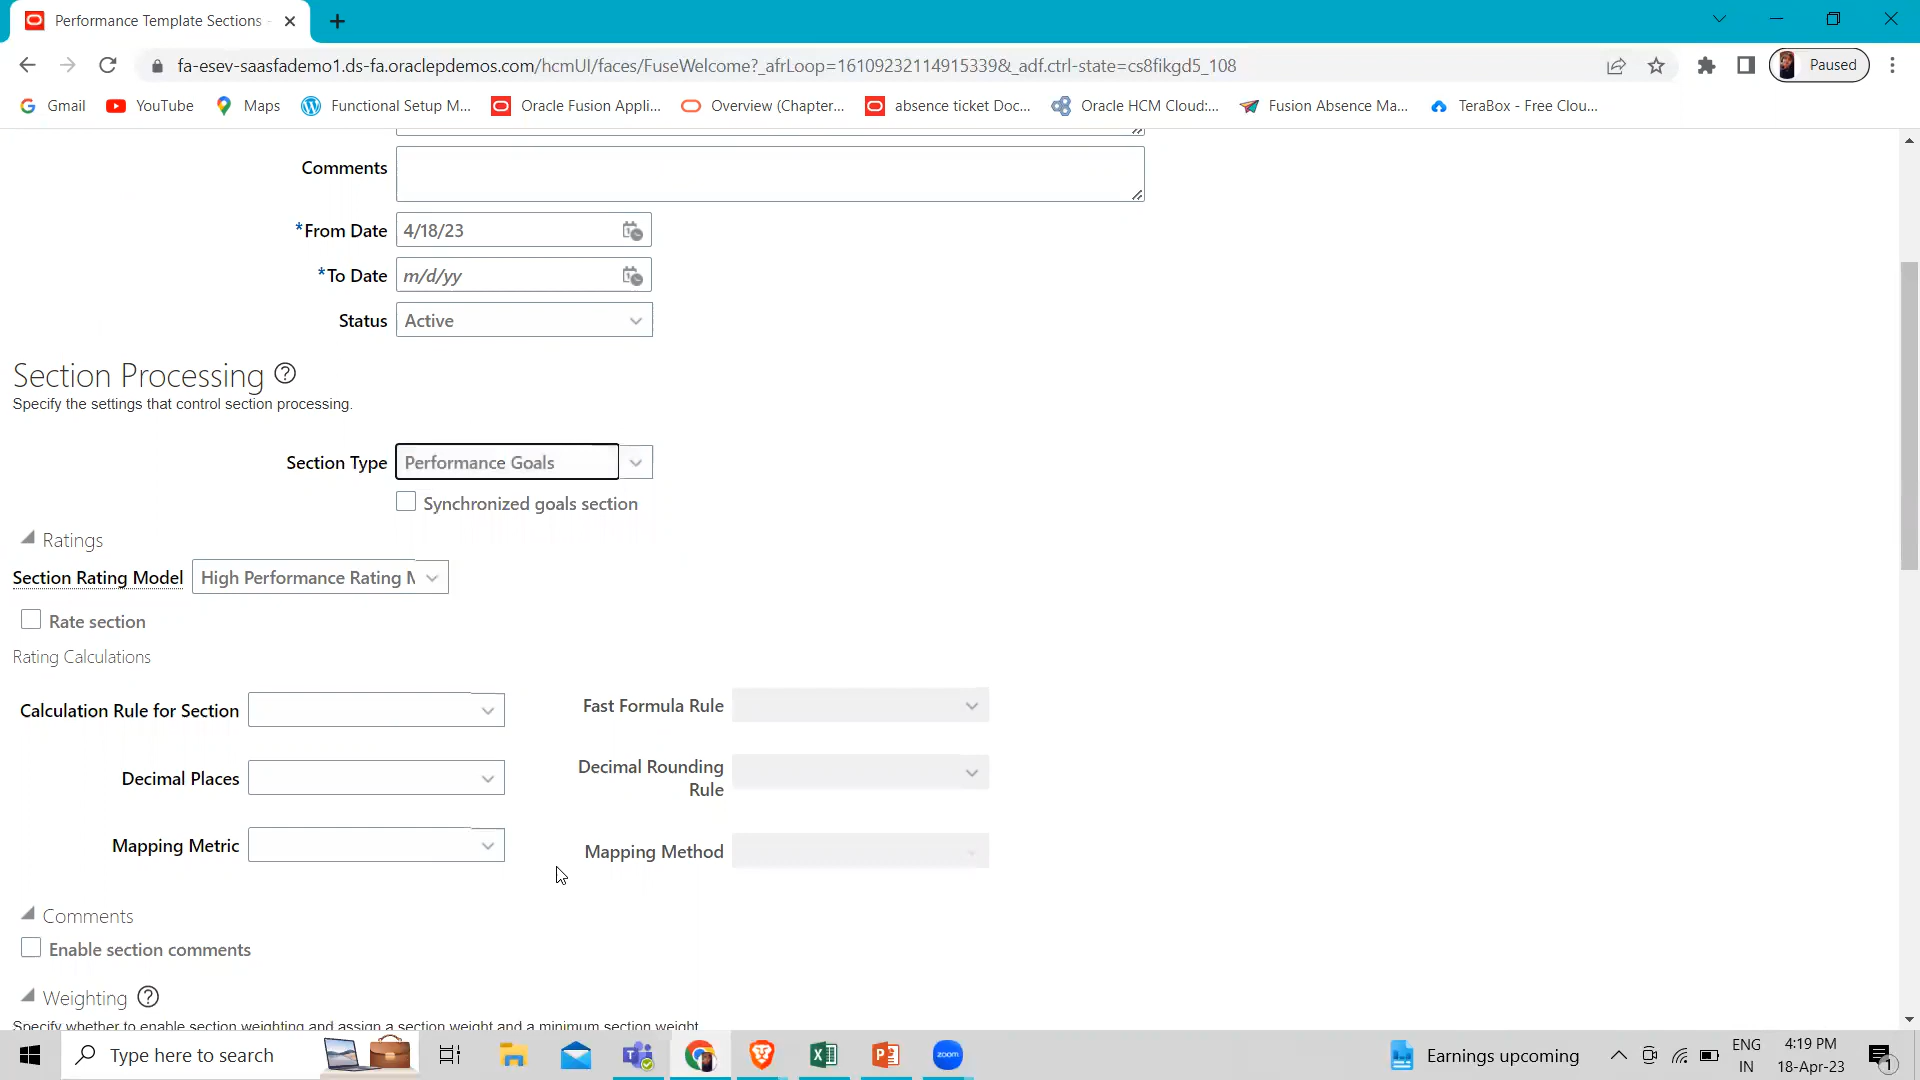 Performance Template Sections -
fa-esev-saasfademo1.ds-fa.oraclepdemos.com/hcmUI/faces/FuseWelcome?_afrLoop=16109232114915339&_adf.ctrl-state=cs8fikgd5_108
Paused
Gmail YouTube Maps Functional Setup M... Oracle Fusion Appli... Overview (Chapter... absence ticket Doc... Oracle HCM Cloud:... Fusion Absence Ma... TeraBox - Free Clou...
Comments
*From Date 4/18/23
*To Date m/d/yy
Status Active
Section Processing
Specify the settings that control section processing.
Section Type Performance Goals
Synchronized goals section
Ratings
Section Rating Model High Performance Rating M
Rate section
Rating Calculations
Calculation Rule for Section Fast Formula Rule
Decimal Places Decimal Rounding
Rule
Mapping Metric Mapping Method
Comments
Enable section comments
Weighting
Specify whether to enable section weighting and assign a section weight and a minimum section weight
Type here to search
zoom
Earnings upcoming
ENG
IN
4:19 PM
18-Apr-23
1